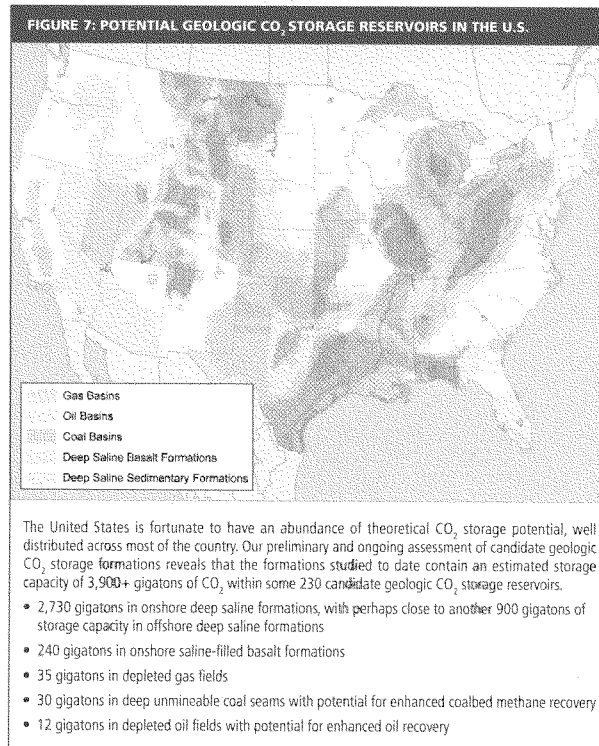 FIGURE 7: POTENTIAL GEOLOGIC CO₂ STORAGE RESERVOIRS IN THE U.S.
Gas Basins
Oil Basins
Coal Basins
Deep Saline Basalt Formations
Deep Saline Sedimentary Formations
The United States is fortunate to have an abundance of theoretical CO₂ storage potential, well
distributed across most of the country. Our preliminary and ongoing assessment of candidate geologic
CO₂ storage formations reveals that the formations studied to date contain an estimated storage
capacity of 3,900+ gigatons of CO₂ within some 230 candidate geologic CO₂ storage reservoirs.
• 2,730 gigatons in onshore deep saline formations, with perhaps close to another 900 gigatons of
storage capacity in offshore deep saline formations
• 240 gigatons in onshore saline-filled basalt formations
• 35 gigatons in depleted gas fields
• 30 gigatons in deep unmineable coal seams with potential for enhanced coalbed methane recovery
• 12 gigatons in depleted oil fields with potential for enhanced oil recovery